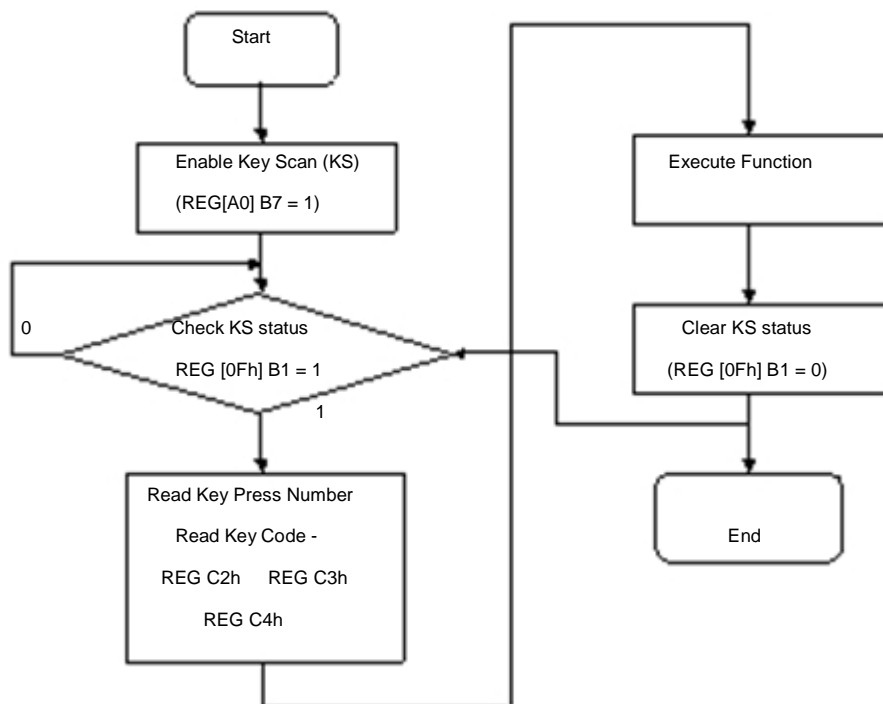 Start
Enable Key Scan (KS)
(REG[A0] B7 = 1)
0
Check KS status
REG [0Fh] B1 = 1
1
Read Key Press Number
Read Key Code -
REG C2h REG C3h
REG C4h
Execute Function
Clear KS status
(REG [0Fh] B1 = 0)
End